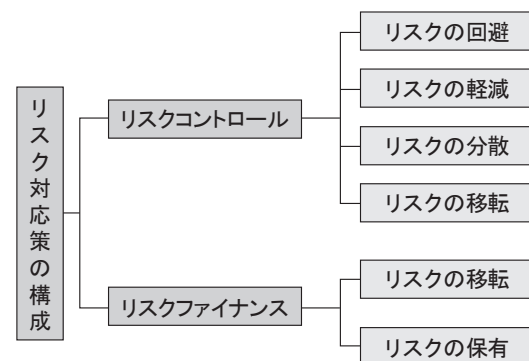 リスク対応策の構成
リスクコントロール
リスクの回避
リスクの軽減
リスクの分散
リスクの移転
リスクファイナンス
リスクの移転
リスクの保有